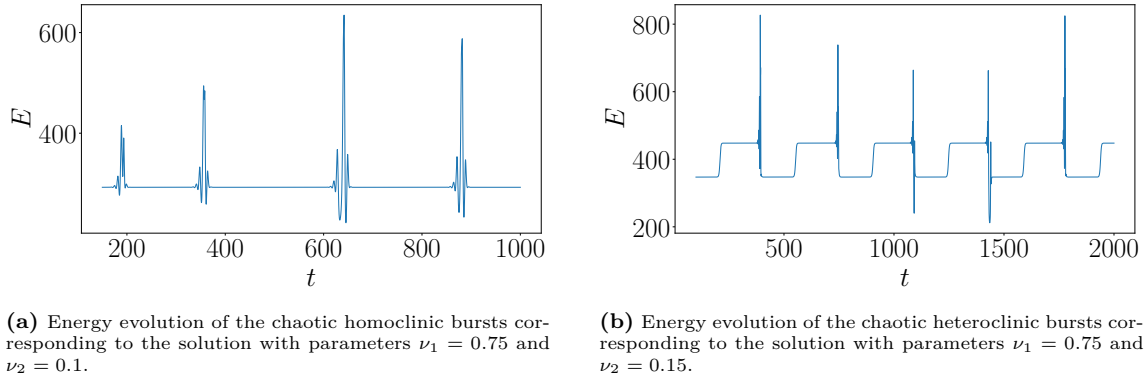 600
400
E
200
400
600
800
1000
t
(a) Energy evolution of the chaotic homoclinic bursts cor-
responding to the solution with parameters ν₁ = 0.75 and
ν₂ = 0.1.
800
600
400
200
E
500
1000
1500
2000
t
(b) Energy evolution of the chaotic heteroclinic bursts cor-
responding to the solution with parameters ν₁ = 0.75 and
ν₂ = 0.15.